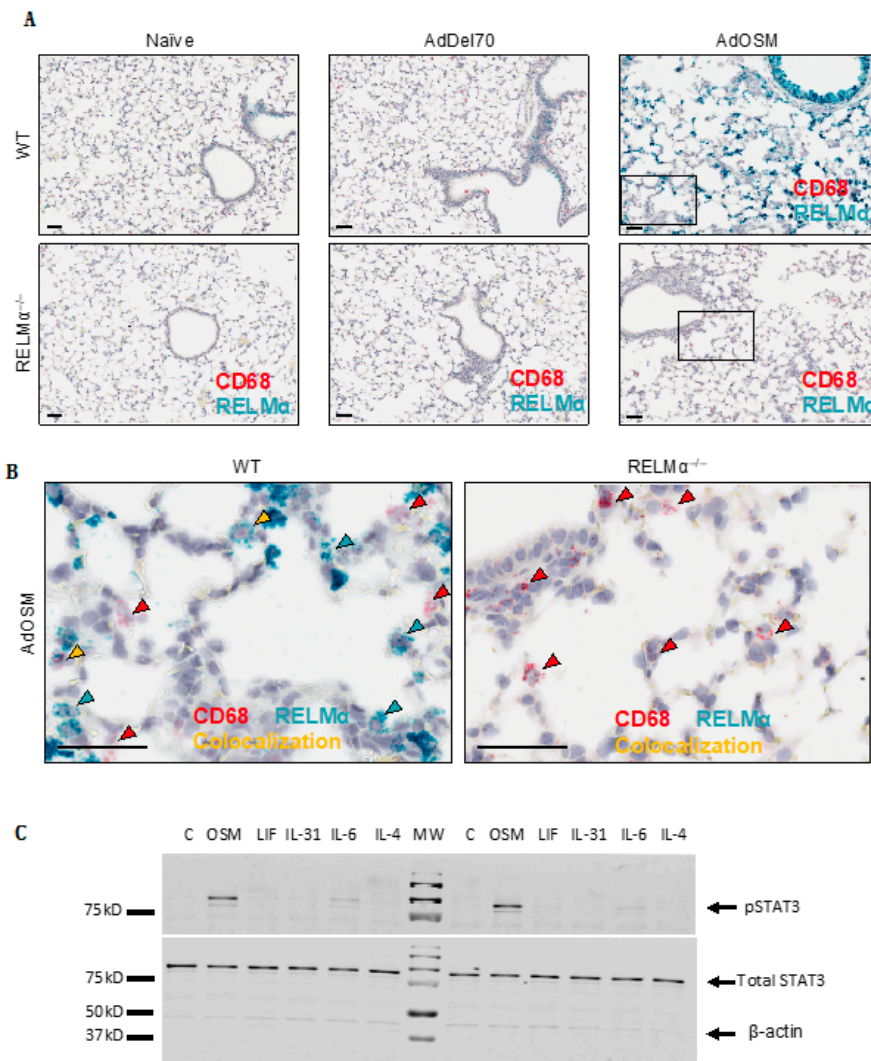 A
Naïve
AdDel70
AdOSM
WT
CD68
RELMα
RELMα−/−
CD68
RELMα
CD68
RELMα
CD68
RELMα
B
WT
RELMα−/−
AdOSM
CD68 RELMα
Colocalization
CD68 RELMα
Colocalization
C
C OSM LIF IL-31 IL-6 IL-4 MW C OSM LIF IL-31 IL-6 IL-4
75kD
pSTAT3
75kD
Total STAT3
50kD
37kD
β-actin